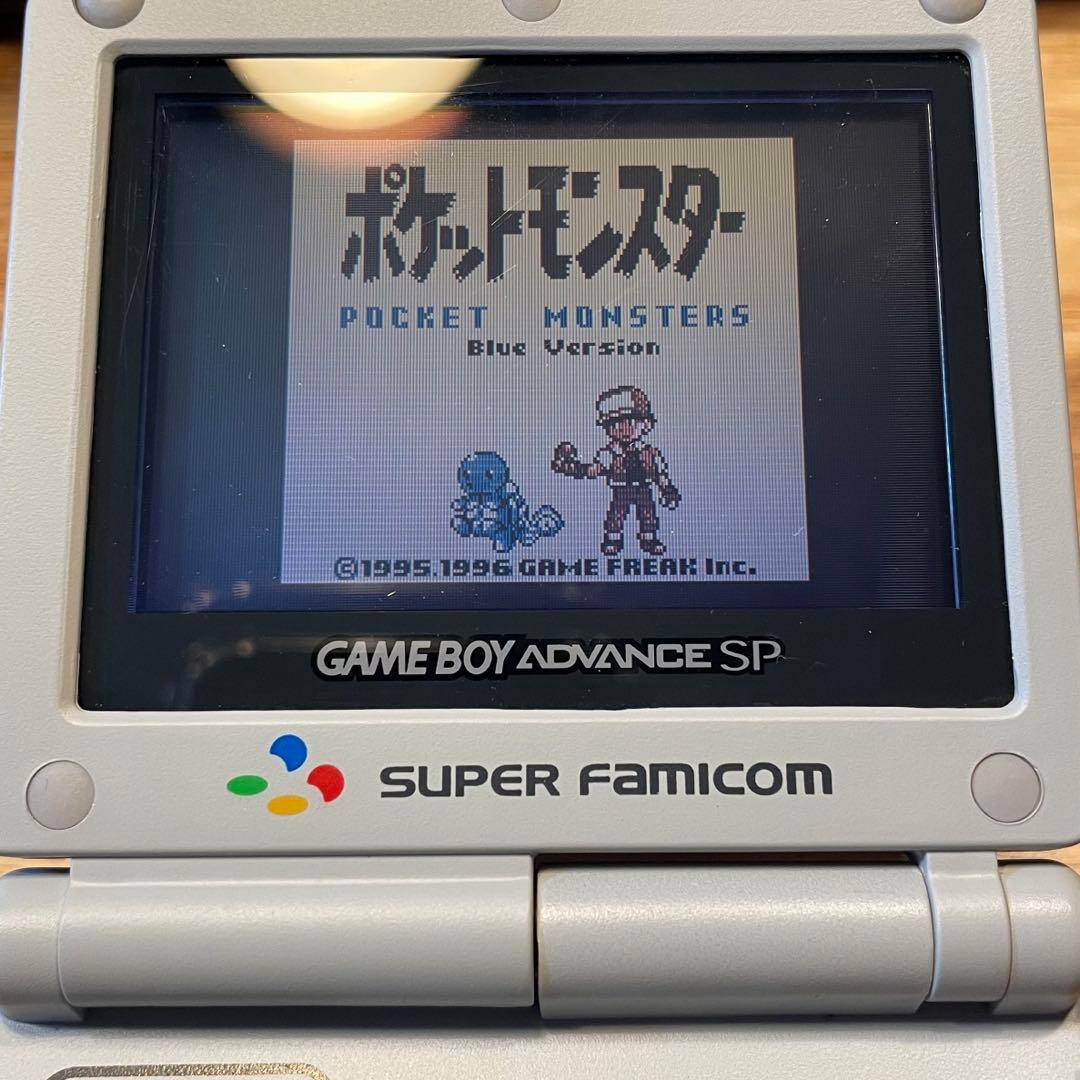 ポケットモンスター
POCKET MONSTERS
Blue Version
©1995.1996 GAME FREAK Inc.
GAME BOY ADVANCE SP
SUPER FAMICOM